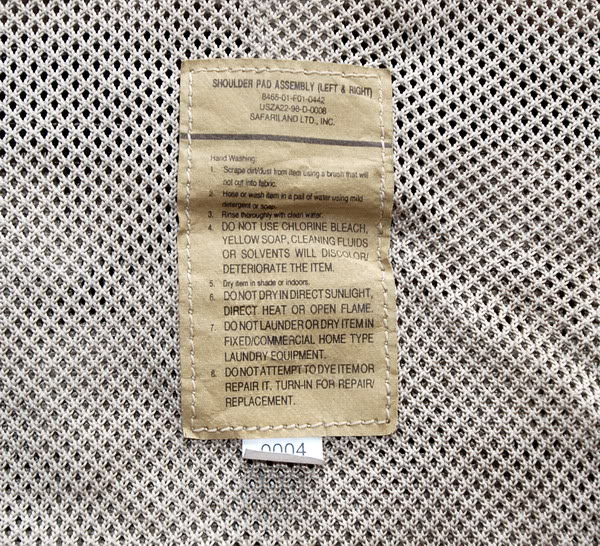 SHOULDER PAD ASSEMBLY (LEFT & RIGHT)
8465-01-F01-0442
USZA22-98-D-0008
SAFARILAND LTD., INC.
Hand Washing:
1. Scrape dirt/dust from item using a brush that will
not cut into fabric.
2. Hose or wash item in a pail of water using mild
detergent or soap.
3. Rinse thoroughly with clean water.
4. DO NOT USE CHLORINE BLEACH,
YELLOW SOAP, CLEANING FLUIDS
OR SOLVENTS WILL DISCOLOR/
DETERIORATE THE ITEM.
5. Dry item in shade or indoors.
6. DO NOT DRY IN DIRECT SUNLIGHT,
DIRECT HEAT OR OPEN FLAME.
7. DO NOT LAUNDER OR DRY ITEM IN
FIXED/COMMERCIAL HOME TYPE
LAUNDRY EQUIPMENT.
8. DO NOT ATTEMPT TO DYE ITEM OR
REPAIR IT. TURN-IN FOR REPAIR/
REPLACEMENT.
0004